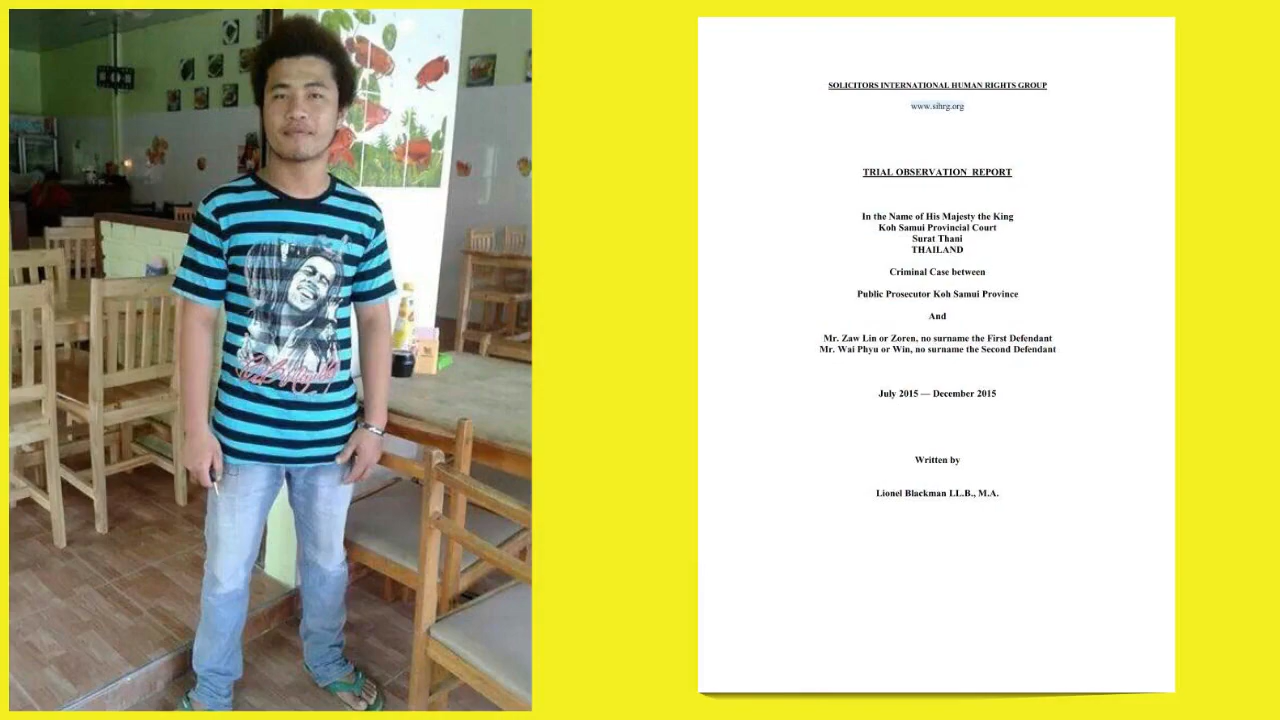 SOLICITORS INTERNATIONAL HUMAN RIGHTS GROUP
www.sihrg.org
TRIAL OBSERVATION REPORT
In the Name of His Majesty the King
Koh Samui Provincial Court
Surat Thani
THAILAND
Criminal Case between
Public Prosecutor Koh Samui Province
And
Mr. Zaw Lin or Zoren, no surname the First Defendant
Mr. Wai Phyu or Win, no surname the Second Defendant
July 2015 — December 2015
Written by
Lionel Blackman LL.B., M.A.